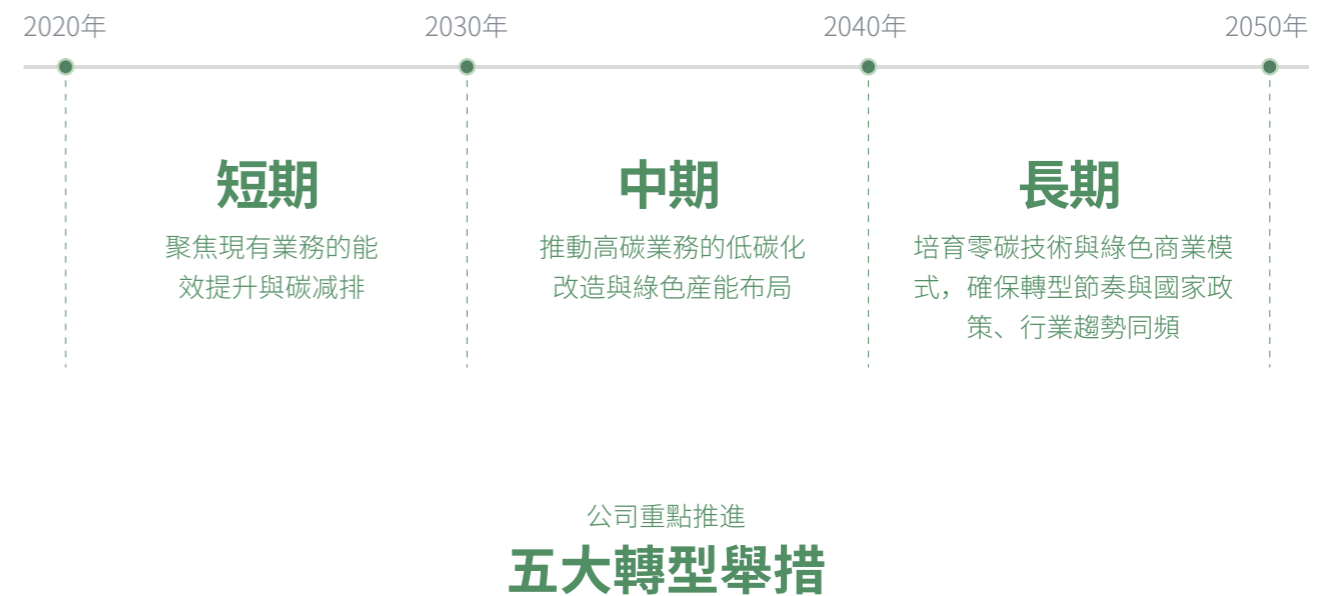 2020年 2030年 2040年 2050年
短期
聚焦現有業務的能
效提升與碳减排
中期
推動高碳業務的低碳化
改造與綠色産能布局
長期
培育零碳技術與綠色商業模
式，確保轉型節奏與國家政
策、行業趨勢同頻
公司重點推進
五大轉型舉措